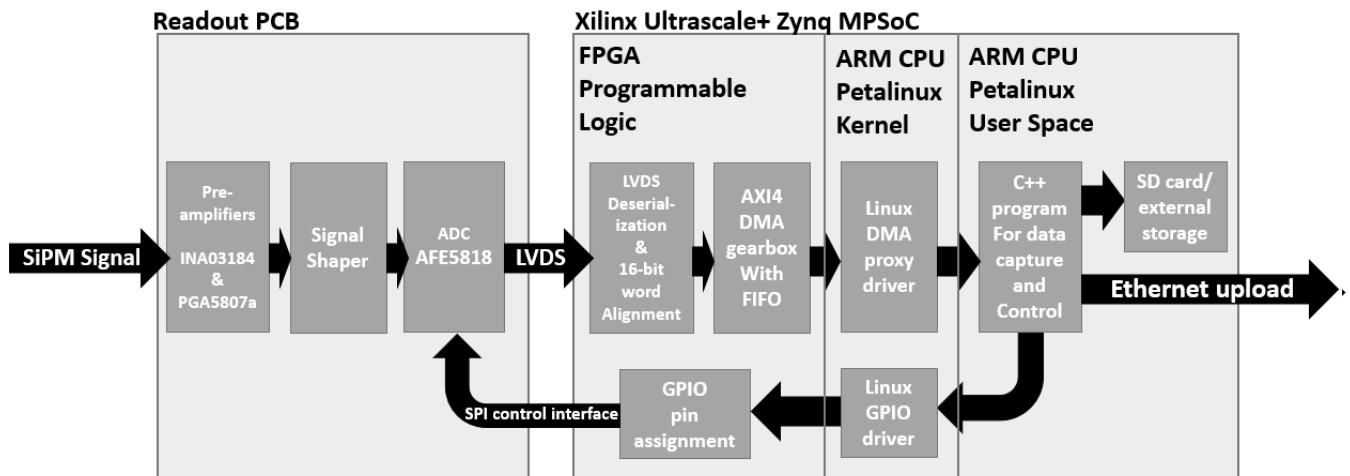 Readout PCB
Xilinx Ultrascale+ Zynq MPSoC
FPGA
Programmable
Logic
ARM CPU
Petalinux
Kernel
ARM CPU
Petalinux
User Space
SiPM Signal
Pre-
amplifiers
INA03184
&
PGA5807a
Signal
Shaper
ADC
AFE5818
LVDS
LVDS
Deserial-
ization
&
16-bit
word
Alignment
AXI4
DMA
gearbox
With
FIFO
Linux
DMA
proxy
driver
C++
program
For data
capture
and
Control
SD card/
external
storage
Ethernet upload
SPI control interface
GPIO
pin
assignment
Linux
GPIO
driver